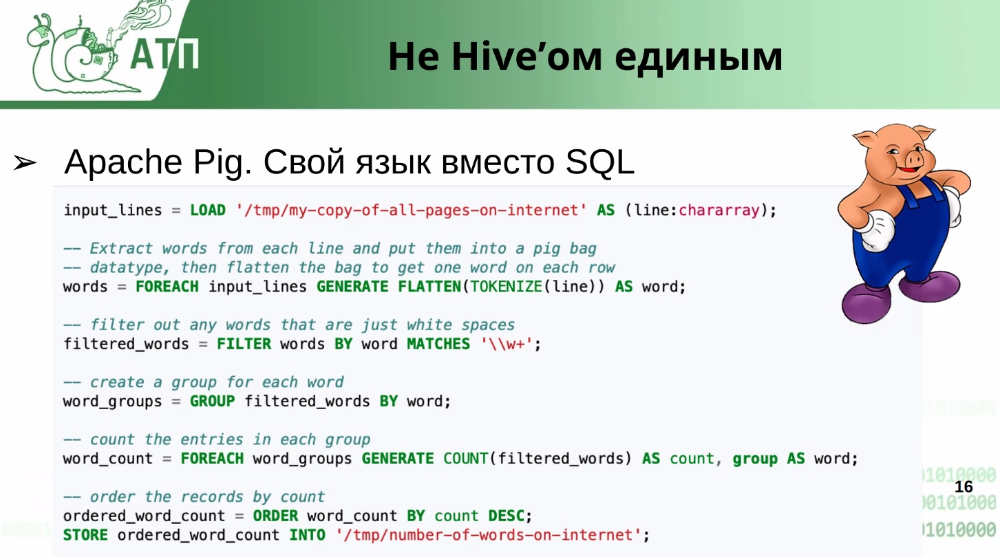 АТП
Не Hive’ом единым
➢ Apache Pig. Свой язык вместо SQL
input_lines = LOAD '/tmp/my-copy-of-all-pages-on-internet' AS (line:chararray);
-- Extract words from each line and put them into a pig bag
-- datatype, then flatten the bag to get one word on each row
words = FOREACH input_lines GENERATE FLATTEN(TOKENIZE(line)) AS word;
-- filter out any words that are just white spaces
filtered_words = FILTER words BY word MATCHES '\\w+';
-- create a group for each word
word_groups = GROUP filtered_words BY word;
-- count the entries in each group
word_count = FOREACH word_groups GENERATE COUNT(filtered_words) AS count, group AS word;
-- order the records by count
ordered_word_count = ORDER word_count BY count DESC;
STORE ordered_word_count INTO '/tmp/number-of-words-on-internet';
16